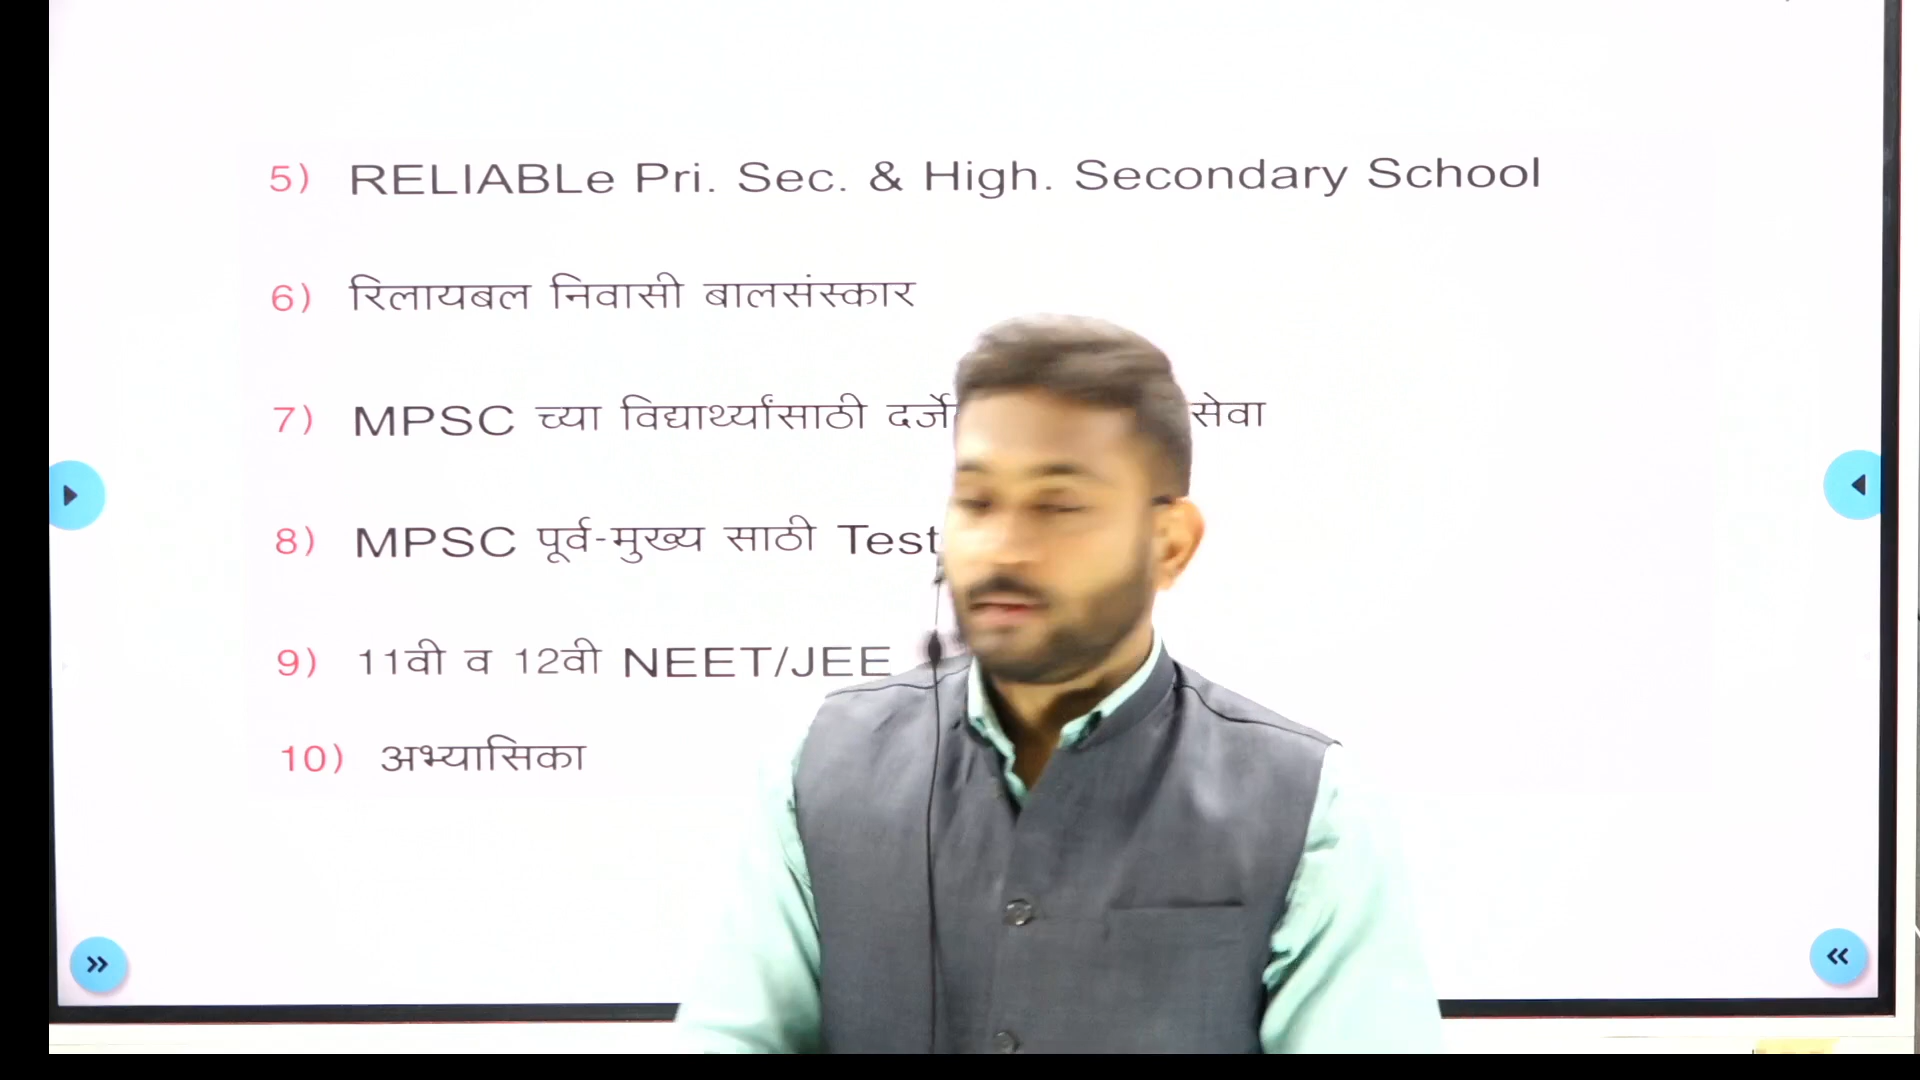 5) RELIABLe Pri. Sec. & High. Secondary School
6) रिलायबल निवासी बालसंस्कार
7) MPSC च्या विद्यार्थ्यांसाठी सेवा
8) MPSC पूर्व-मुख्य साठी Test
9) 11वी व 12वी NEET/JEE
10) अभ्यासिका